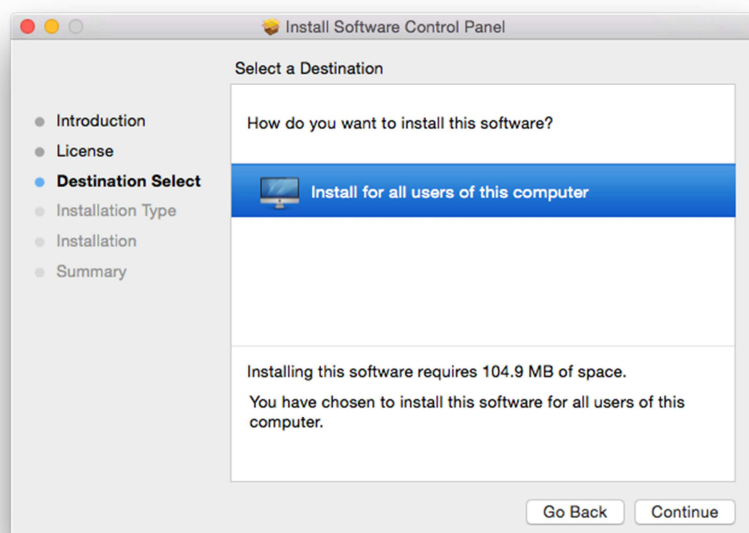 Install Software Control Panel
Select a Destination
Introduction
License
Destination Select
Installation Type
Installation
Summary
How do you want to install this software?
Install for all users of this computer
Installing this software requires 104.9 MB of space.
You have chosen to install this software for all users of this
computer.
Go Back
Continue